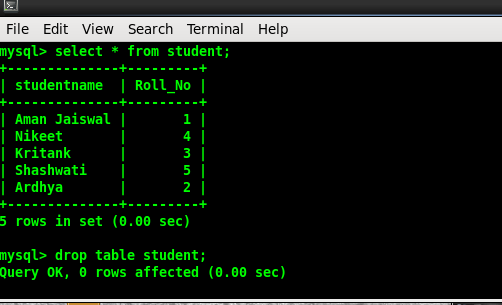 File Edit View Search Terminal Help
mysql> select * from student;
+--------------+---------+
| studentname  | Roll_No |
+--------------+---------+
| Aman Jaiswal |       1 |
| Nikeet       |       4 |
| Kritank      |       3 |
| Shashwati    |       5 |
| Ardhya       |       2 |
+--------------+---------+
5 rows in set (0.00 sec)
mysql> drop table student;
Query OK, 0 rows affected (0.00 sec)